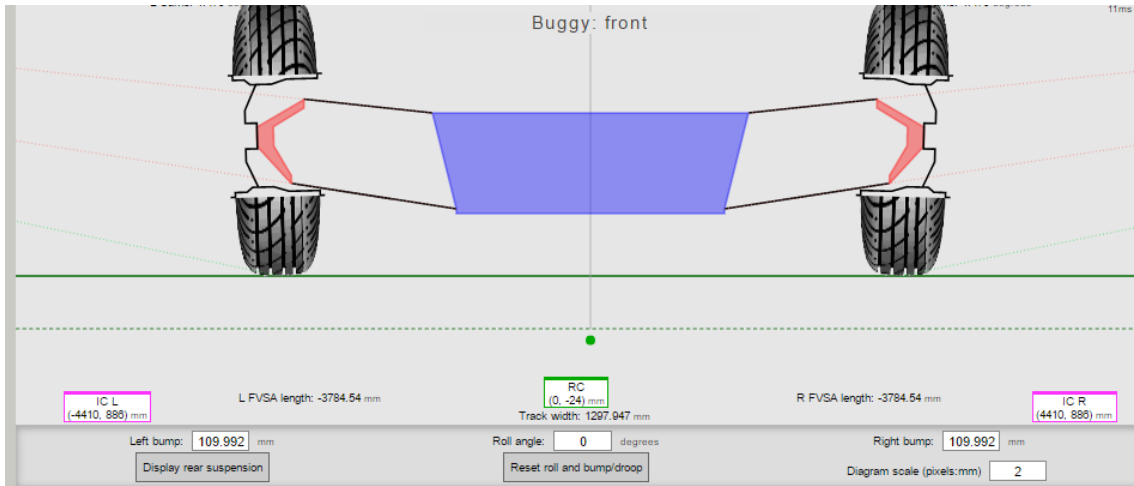 11ms
Buggy: front
IC L
(-4410, 886) mm
L FVSA length: -3784.54 mm
RC
(0, -24) mm
Track width: 1297.947 mm
R FVSA length: -3784.54 mm
IC R
(4410, 886) mm
Left bump: 109.992 mm
Roll angle: 0 degrees
Right bump: 109.992 mm
Display rear suspension
Reset roll and bump/droop
Diagram scale (pixels:mm) 2